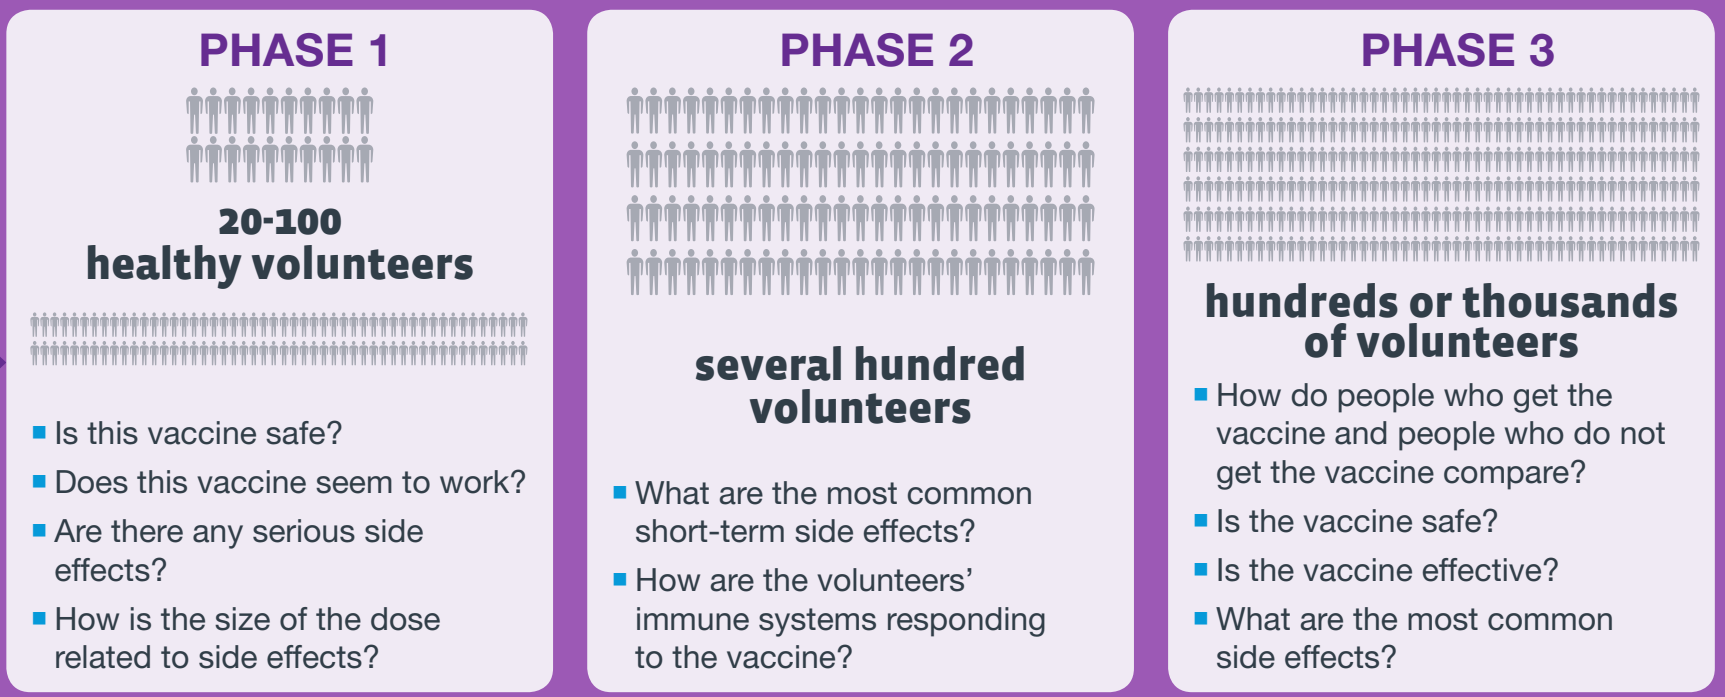 PHASE 1
20-100
healthy volunteers
■ Is this vaccine safe?
■ Does this vaccine seem to work?
■ Are there any serious side
effects?
■ How is the size of the dose
related to side effects?
PHASE 2
several hundred
volunteers
■ What are the most common
short-term side effects?
■ How are the volunteers’
immune systems responding
to the vaccine?
PHASE 3
hundreds or thousands
of volunteers
■ How do people who get the
vaccine and people who do not
get the vaccine compare?
■ Is the vaccine safe?
■ Is the vaccine effective?
■ What are the most common
side effects?